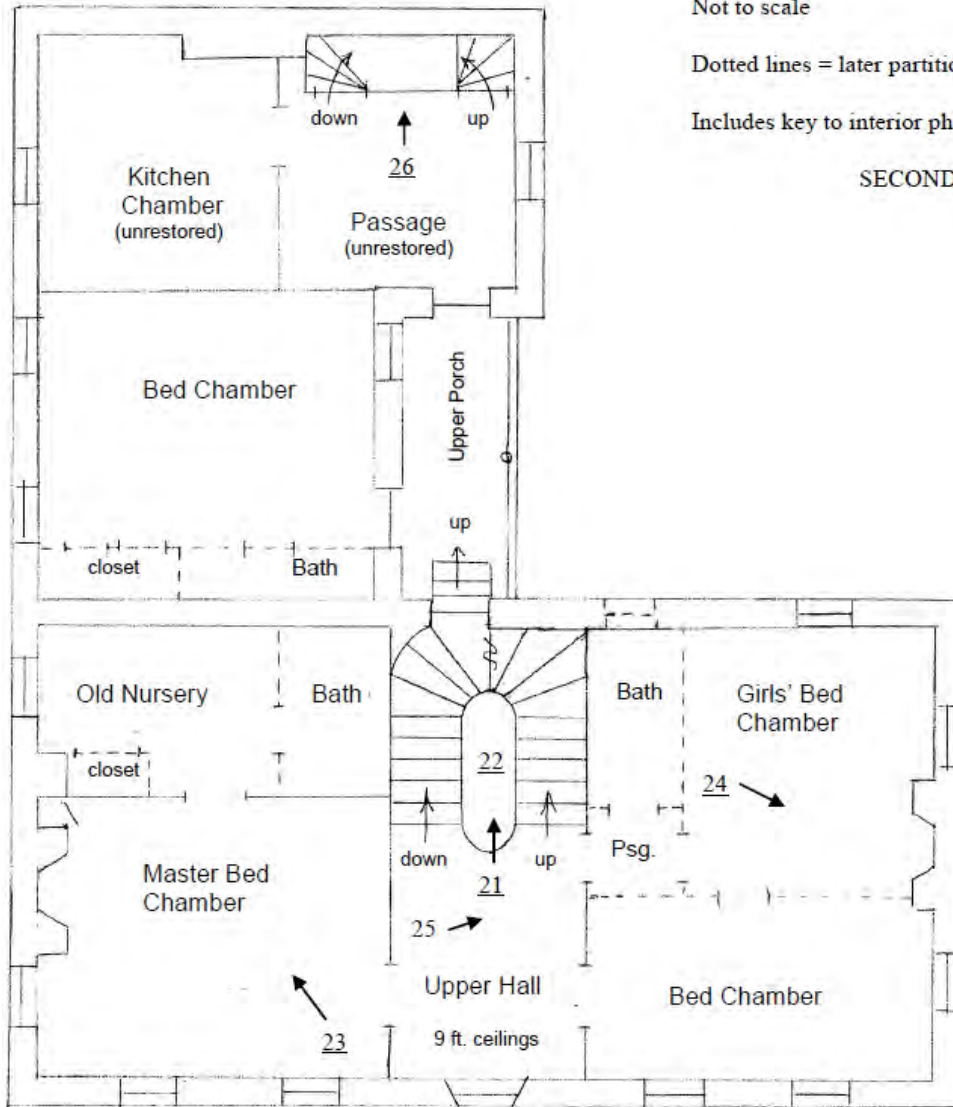 Not to scale
Dotted lines = later partitio
Includes key to interior ph
SECOND
down
up
26
Kitchen
Chamber
(unrestored)
Passage
(unrestored)
Bed Chamber
Upper Porch
up
closet
Bath
Old Nursery
Bath
closet
Bath
Girls' Bed
Chamber
22
24
down
up
21
Psg.
Master Bed
Chamber
25
Upper Hall
9 ft. ceilings
Bed Chamber
23